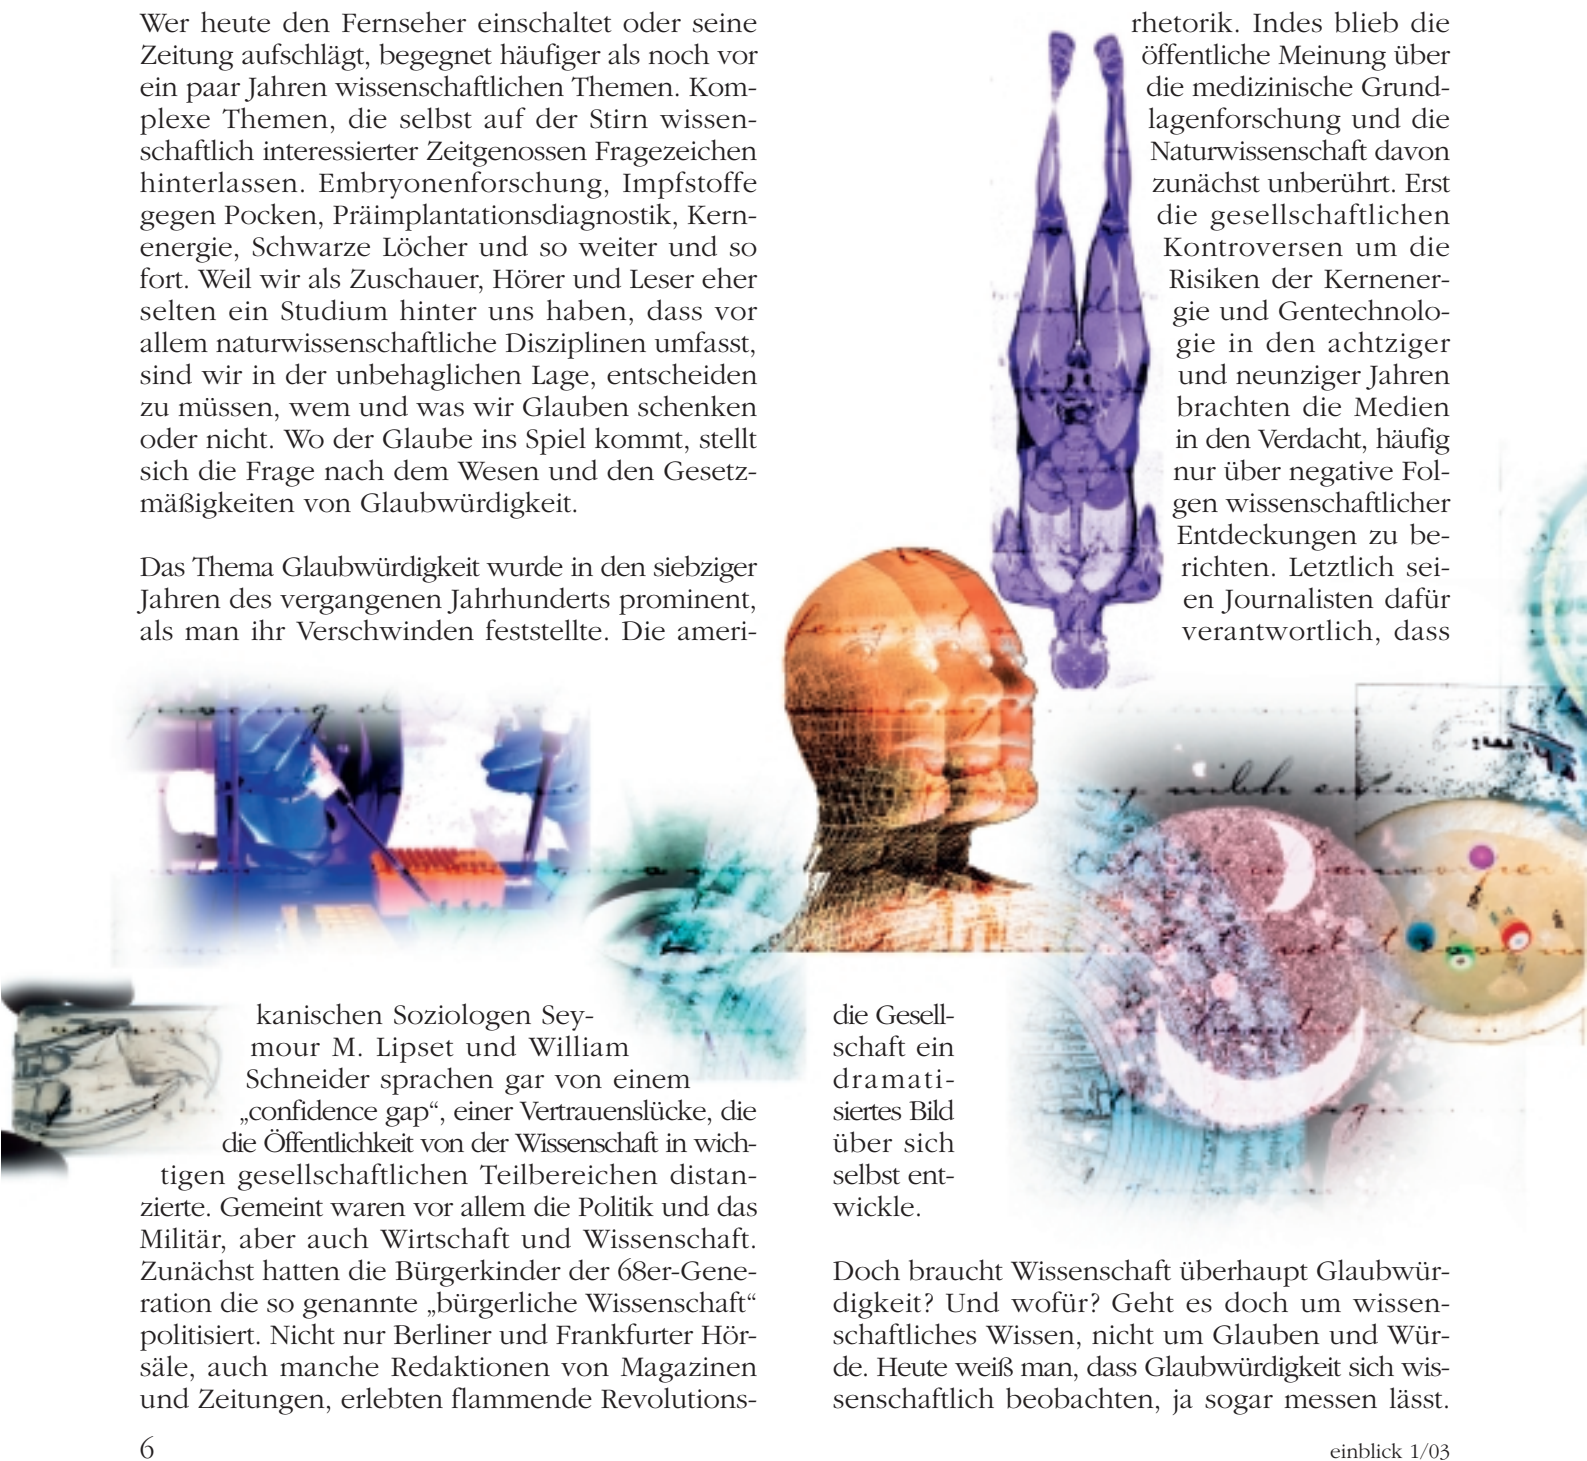 Wer heute den Fernseher einschaltet oder seine
Zeitung aufschlägt, begegnet häufiger als noch vor
ein paar Jahren wissenschaftlichen Themen. Kom-
plexe Themen, die selbst auf der Stirn wissen-
schaftlich interessierter Zeitgenossen Fragezeichen
hinterlassen. Embryonenforschung, Impfstoffe
gegen Pocken, Präimplantationsdiagnostik, Kern-
energie, Schwarze Löcher und so weiter und so
fort. Weil wir als Zuschauer, Hörer und Leser eher
selten ein Studium hinter uns haben, dass vor
allem naturwissenschaftliche Disziplinen umfasst,
sind wir in der unbehaglichen Lage, entscheiden
zu müssen, wem und was wir Glauben schenken
oder nicht. Wo der Glaube ins Spiel kommt, stellt
sich die Frage nach dem Wesen und den Gesetz-
mäßigkeiten von Glaubwürdigkeit.

Das Thema Glaubwürdigkeit wurde in den siebziger
Jahren des vergangenen Jahrhunderts prominent,
als man ihr Verschwinden feststellte. Die ameri-
kanischen Soziologen Sey-
mour M. Lipset und William
Schneider sprachen gar von einem
„confidence gap“, einer Vertrauenslücke, die
die Öffentlichkeit von der Wissenschaft in wich-
tigen gesellschaftlichen Teilbereichen distan-
zierte. Gemeint waren vor allem die Politik und das
Militär, aber auch Wirtschaft und Wissenschaft.
Zunächst hatten die Bürgerkinder der 68er-Gene-
ration die so genannte „bürgerliche Wissenschaft“
politisiert. Nicht nur Berliner und Frankfurter Hör-
säle, auch manche Redaktionen von Magazinen
und Zeitungen, erlebten flammende Revolutions-
rhetorik. Indes blieb die
öffentliche Meinung über
die medizinische Grund-
lagenforschung und die
Naturwissenschaft davon
zunächst unberührt. Erst
die gesellschaftlichen
Kontroversen um die
Risiken der Kernener-
gie und Gentechnolo-
gie in den achtziger
und neunziger Jahren
brachten die Medien
in den Verdacht, häufig
nur über negative Fol-
gen wissenschaftlicher
Entdeckungen zu be-
richten. Letztlich sei-
en Journalisten dafür
verantwortlich, dass
die Gesell-
schaft ein
dramati-
siertes Bild
über sich
selbst ent-
wickle.

Doch braucht Wissenschaft überhaupt Glaubwür-
digkeit? Und wofür? Geht es doch um wissen-
schaftliches Wissen, nicht um Glauben und Wür-
de. Heute weiß man, dass Glaubwürdigkeit sich wis-
senschaftlich beobachten, ja sogar messen lässt.
6
einblick 1/03